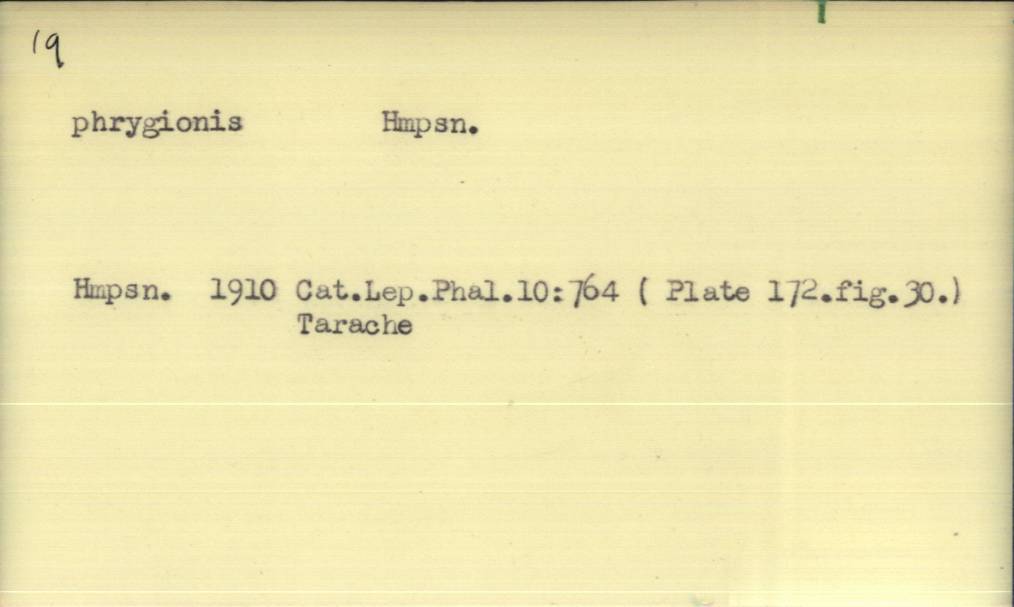 19
phrygionis Hmpsn.
Hmpsn. 1910 Cat.Lep.Phal.10:764 ( Plate 172.fig.30.)
Tarache